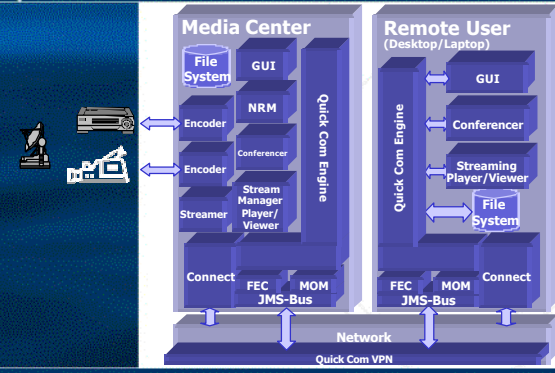 Media Center
File
System
GUI
NRM
Encoder
Conferencer
Encoder
Stream
Manager
Player/
Viewer
Streamer
Quick Com Engine
Connect
FEC
MOM
JMS-Bus
Remote User
(Desktop/Laptop)
Quick Com Engine
GUI
Conferencer
Streaming
Player/Viewer
File
System
FEC
MOM
JMS-Bus
Connect
Network
Quick Com VPN